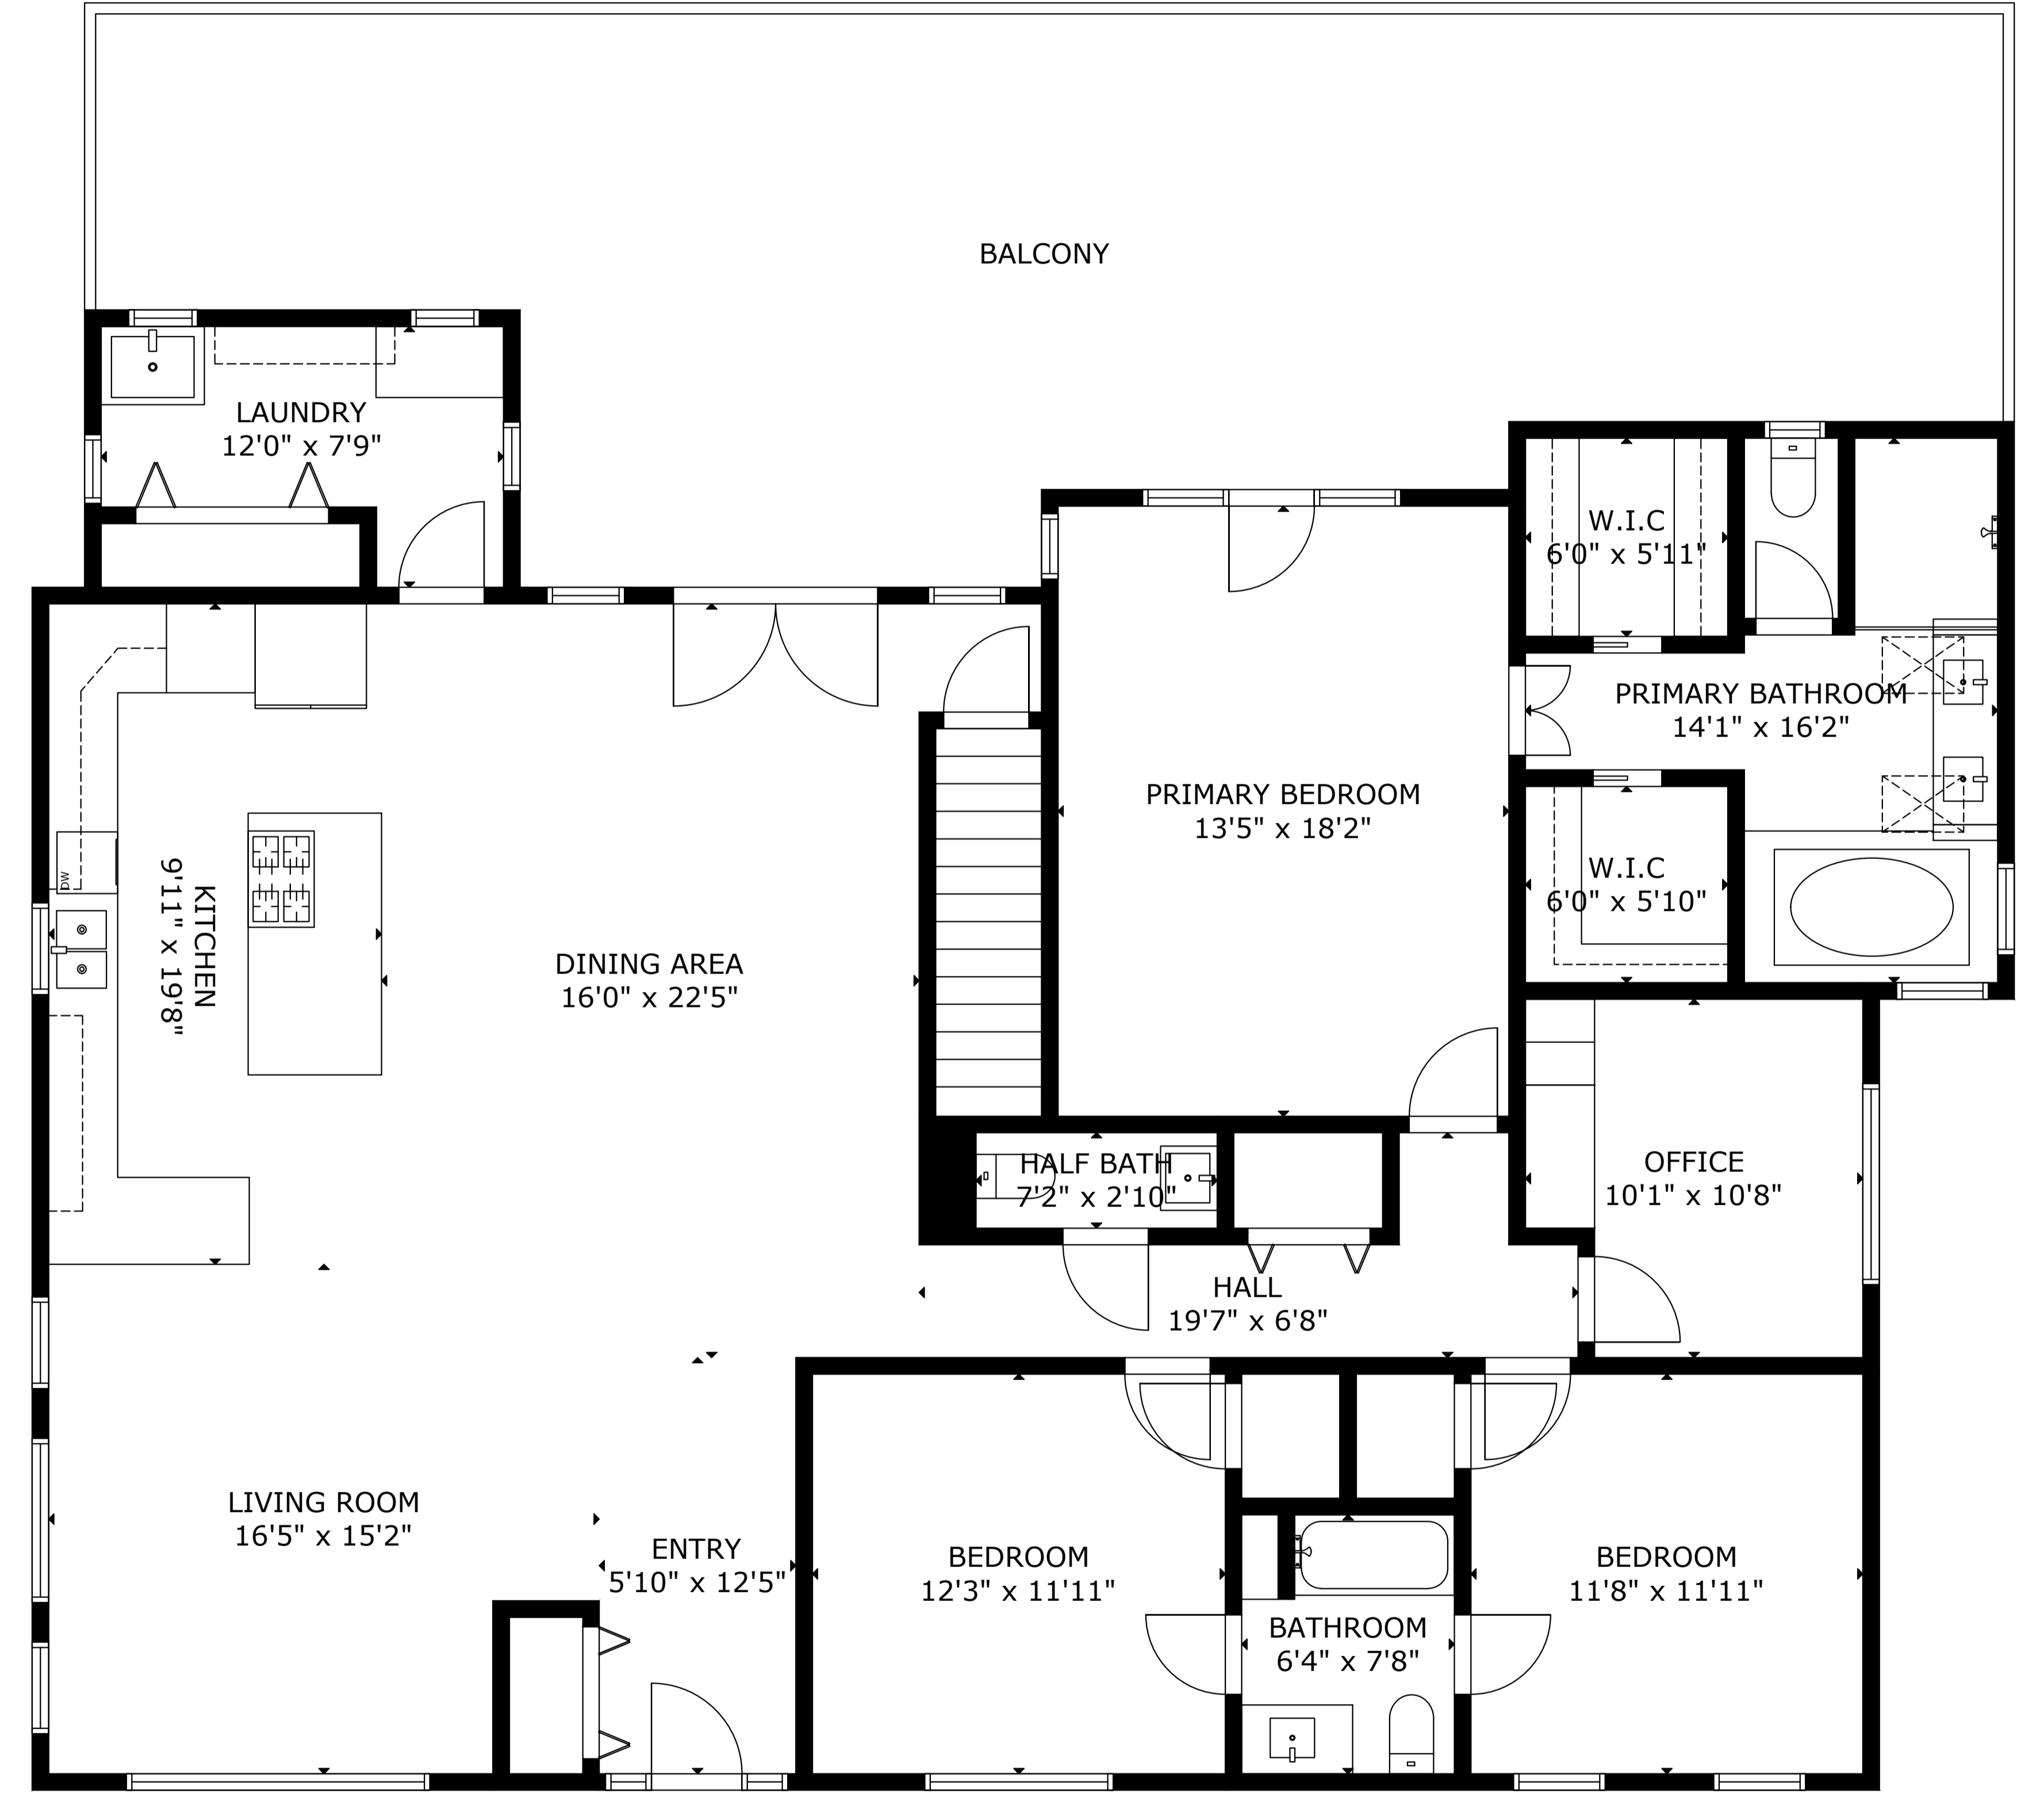 BALCONY
LAUNDRY
12'0" x 7'9"
W.I.C
6'0" x 5'11"
PRIMARY BATHROOM
14'1" x 16'2"
PRIMARY BEDROOM
13'5" x 18'2"
W.I.C
6'0" x 5'10"
DW
KITCHEN
9'11" x 19'8"
DINING AREA
16'0" x 22'5"
HALF BATH
7'2" x 2'10"
OFFICE
10'1" x 10'8"
HALL
19'7" x 6'8"
LIVING ROOM
16'5" x 15'2"
ENTRY
5'10" x 12'5"
BEDROOM
12'3" x 11'11"
BATHROOM
6'4" x 7'8"
BEDROOM
11'8" x 11'11"